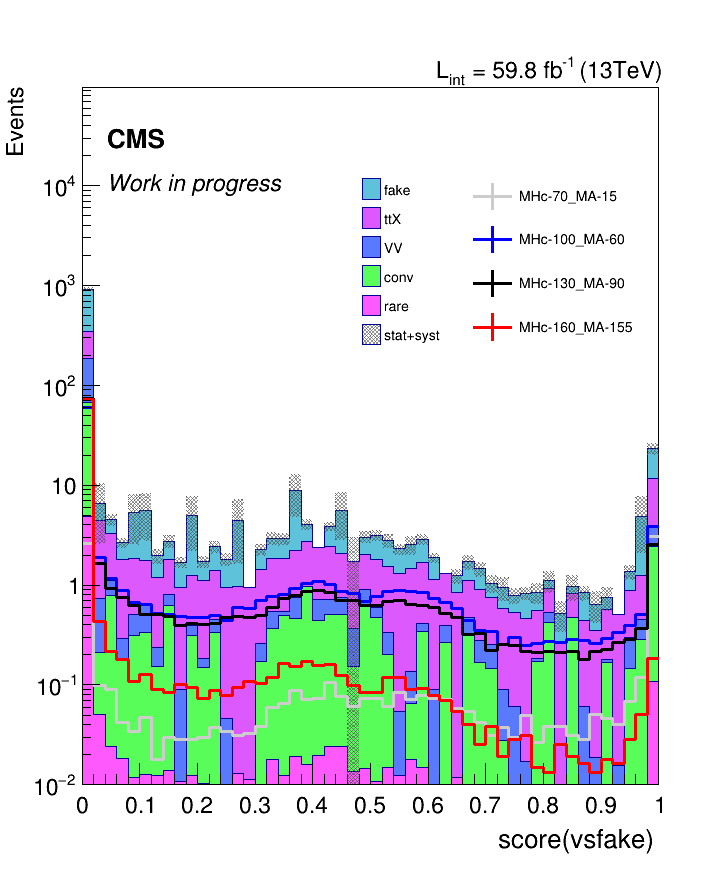 L_int = 59.8 fb^-1 (13TeV)
Events
CMS
Work in progress
fake
ttX
VV
conv
rare
stat+syst
MHc-70_MA-15
MHc-100_MA-60
MHc-130_MA-90
MHc-160_MA-155
10^4
10^3
10^2
10
1
10^-1
10^-2
0 0.1 0.2 0.3 0.4 0.5 0.6 0.7 0.8 0.9 1
score(vsfake)